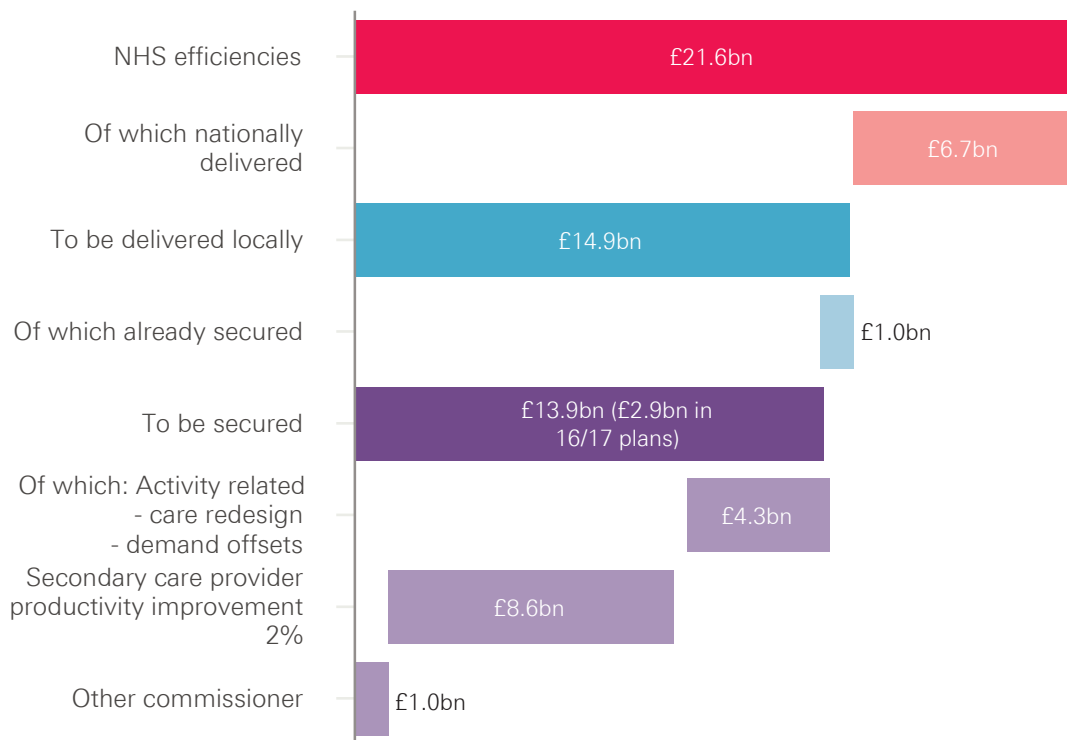 NHS efficiencies
£21.6bn
Of which nationally
delivered
£6.7bn
To be delivered locally
£14.9bn
Of which already secured
£1.0bn
To be secured
£13.9bn (£2.9bn in
16/17 plans)
Of which: Activity related
- care redesign
- demand offsets
£4.3bn
Secondary care provider
productivity improvement
2%
£8.6bn
Other commissioner
£1.0bn